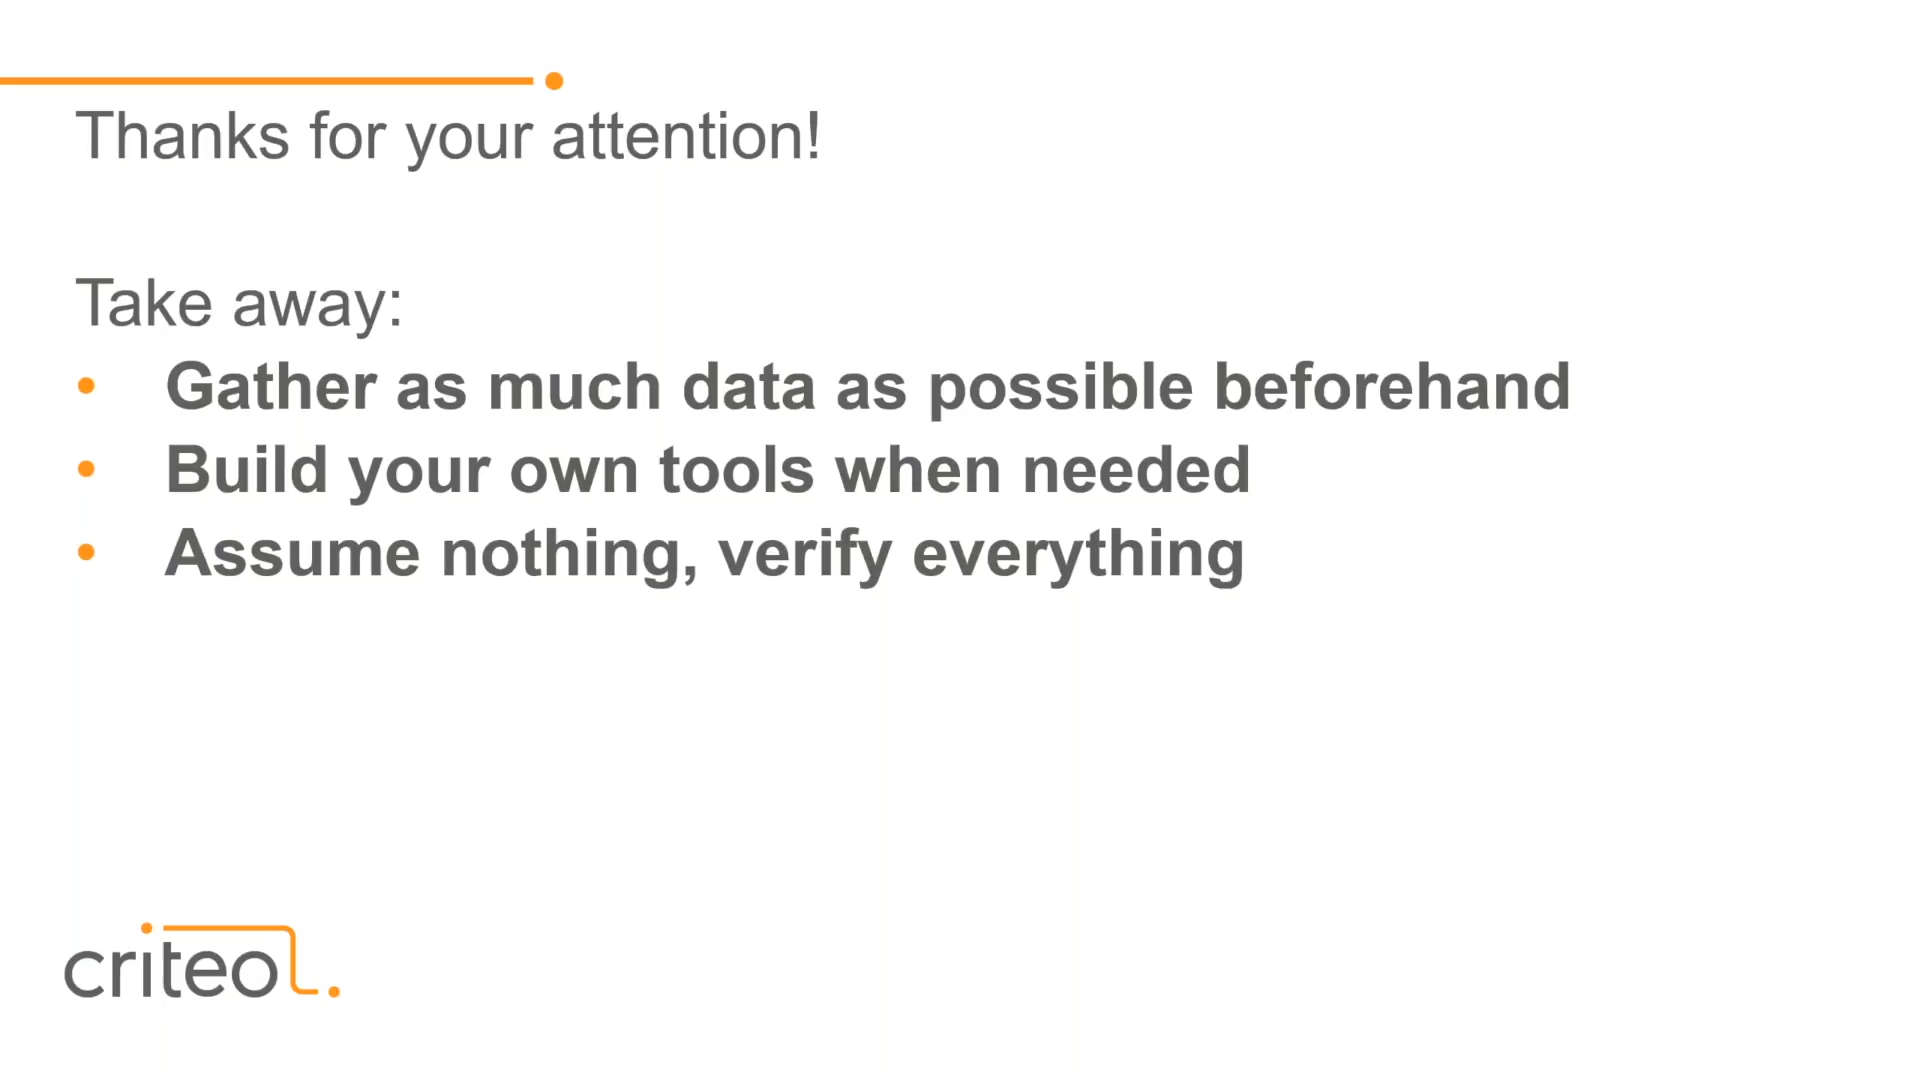 Thanks for your attention!
Take away:
• Gather as much data as possible beforehand
• Build your own tools when needed
• Assume nothing, verify everything
criteo